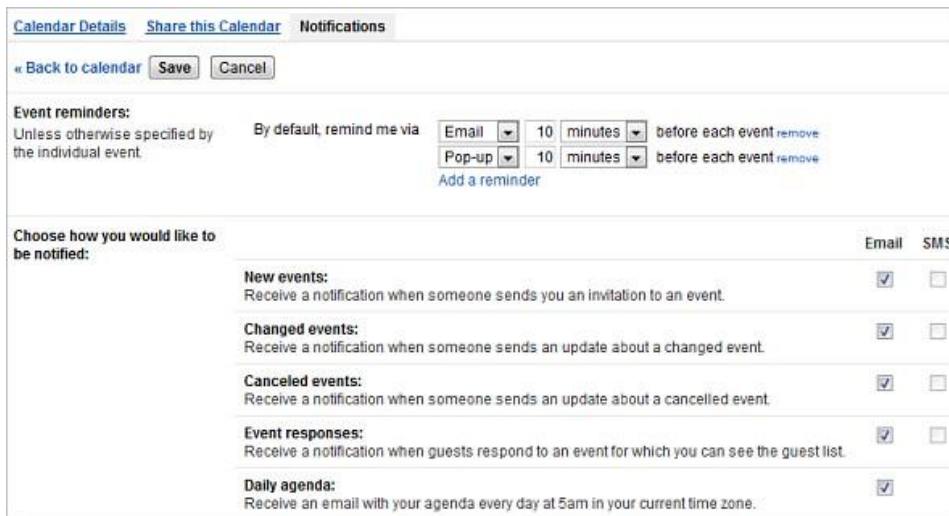 Calendar Details Share this Calendar Notifications
« Back to calendar Save Cancel
Event reminders:
Unless otherwise specified by
the individual event.
By default, remind me via Email 10 minutes before each event remove
Pop-up 10 minutes before each event remove
Add a reminder
Choose how you would like to
be notified:
Email SMS
New events:
Receive a notification when someone sends you an invitation to an event.
Changed events:
Receive a notification when someone sends an update about a changed event.
Canceled events:
Receive a notification when someone sends an update about a cancelled event.
Event responses:
Receive a notification when guests respond to an event for which you can see the guest list.
Daily agenda:
Receive an email with your agenda every day at 5am in your current time zone.